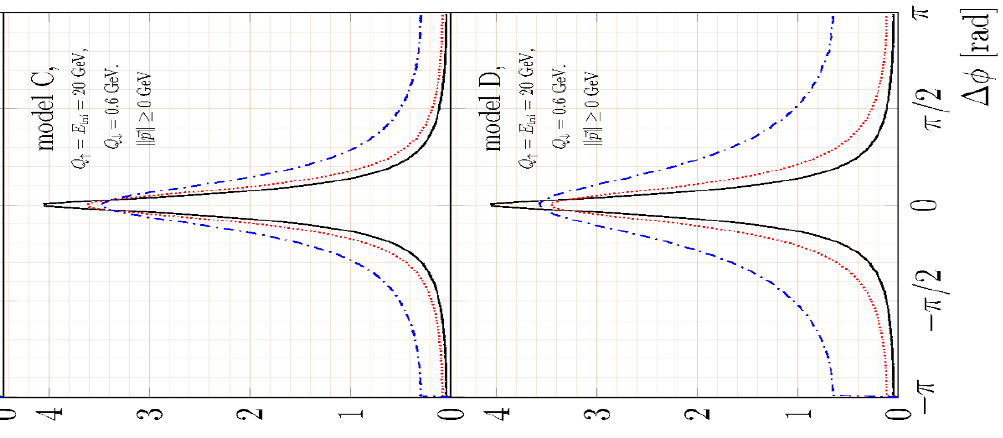 model C,
Q↑ = E_ini = 20 GeV,
Q↓ = 0.6 GeV.
‖p⃗‖ ≥ 0 GeV
0
4
3
2
1
0
model D,
Q↑ = E_ini = 20 GeV,
Q↓ = 0.6 GeV.
‖p⃗‖ ≥ 0 GeV
4
3
2
1
0
−π
−π/2
0
π/2
π
Δϕ [rad]